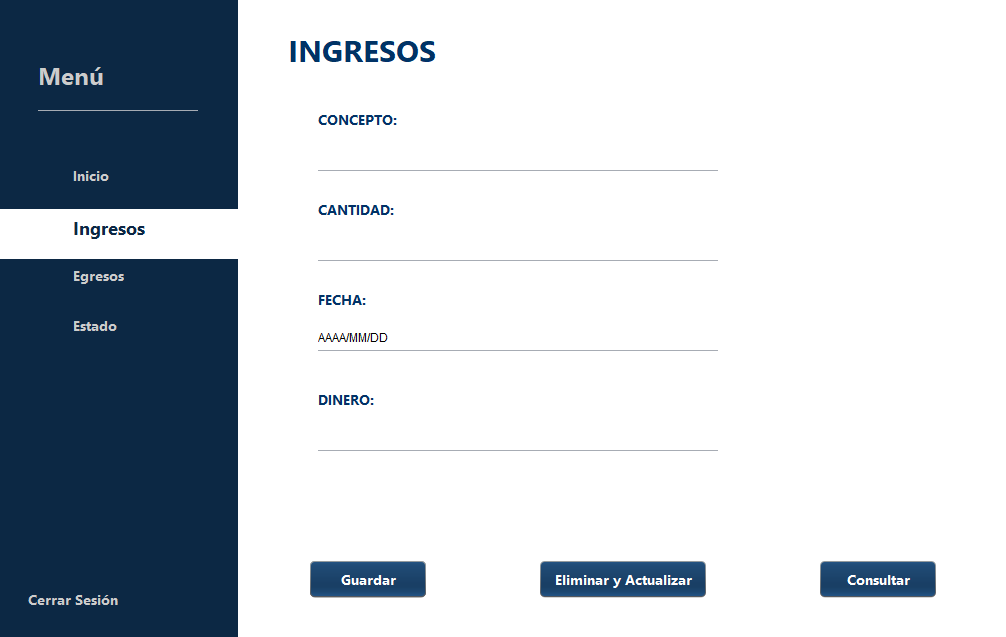 Menú
Inicio
Ingresos
Egresos
Estado
Cerrar Sesión
INGRESOS
CONCEPTO:
CANTIDAD:
FECHA:
AAAA/MM/DD
DINERO:
Guardar
Eliminar y Actualizar
Consultar